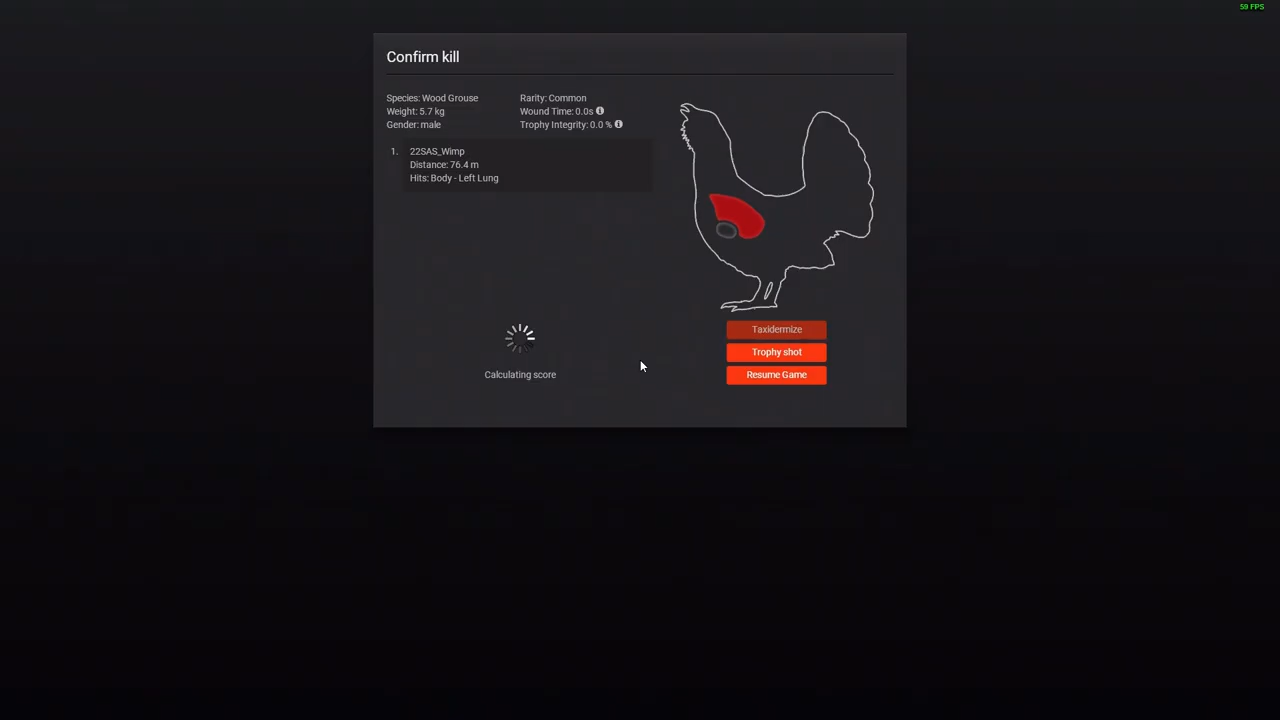 59 FPS
Confirm kill
Species: Wood Grouse
Rarity: Common
Weight: 5.7 kg
Wound Time: 0.0s
Gender: male
Trophy Integrity: 0.0 %
1. 22SAS_Wimp
Distance: 76.4 m
Hits: Body - Left Lung
Calculating score
Taxidermize
Trophy shot
Resume Game